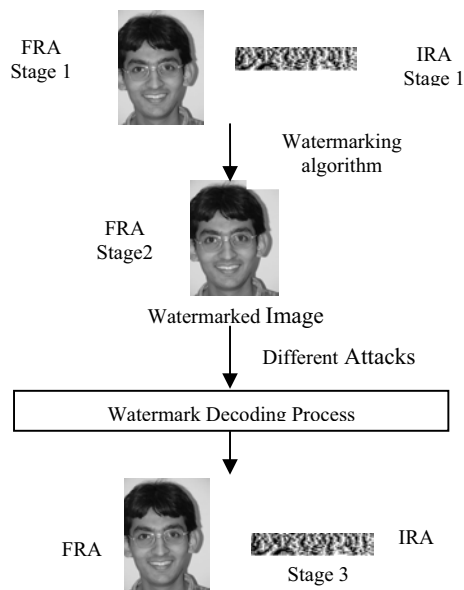 FRA
Stage 1
IRA
Stage 1
Watermarking
algorithm
FRA
Stage2
Watermarked Image
Different Attacks
Watermark Decoding Process
FRA
IRA
Stage 3